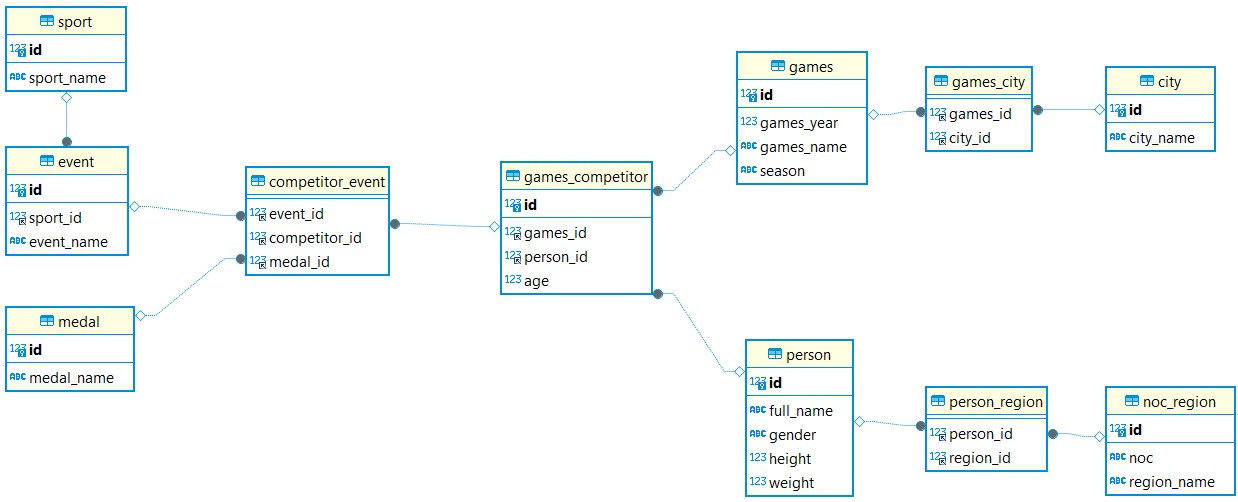 sport
id
sport_name
event
id
sport_id
event_name
medal
id
medal_name
competitor_event
event_id
competitor_id
medal_id
games_competitor
id
games_id
person_id
age
games
id
games_year
games_name
season
games_city
games_id
city_id
city
id
city_name
person
id
full_name
gender
height
weight
person_region
person_id
region_id
noc_region
id
noc
region_name